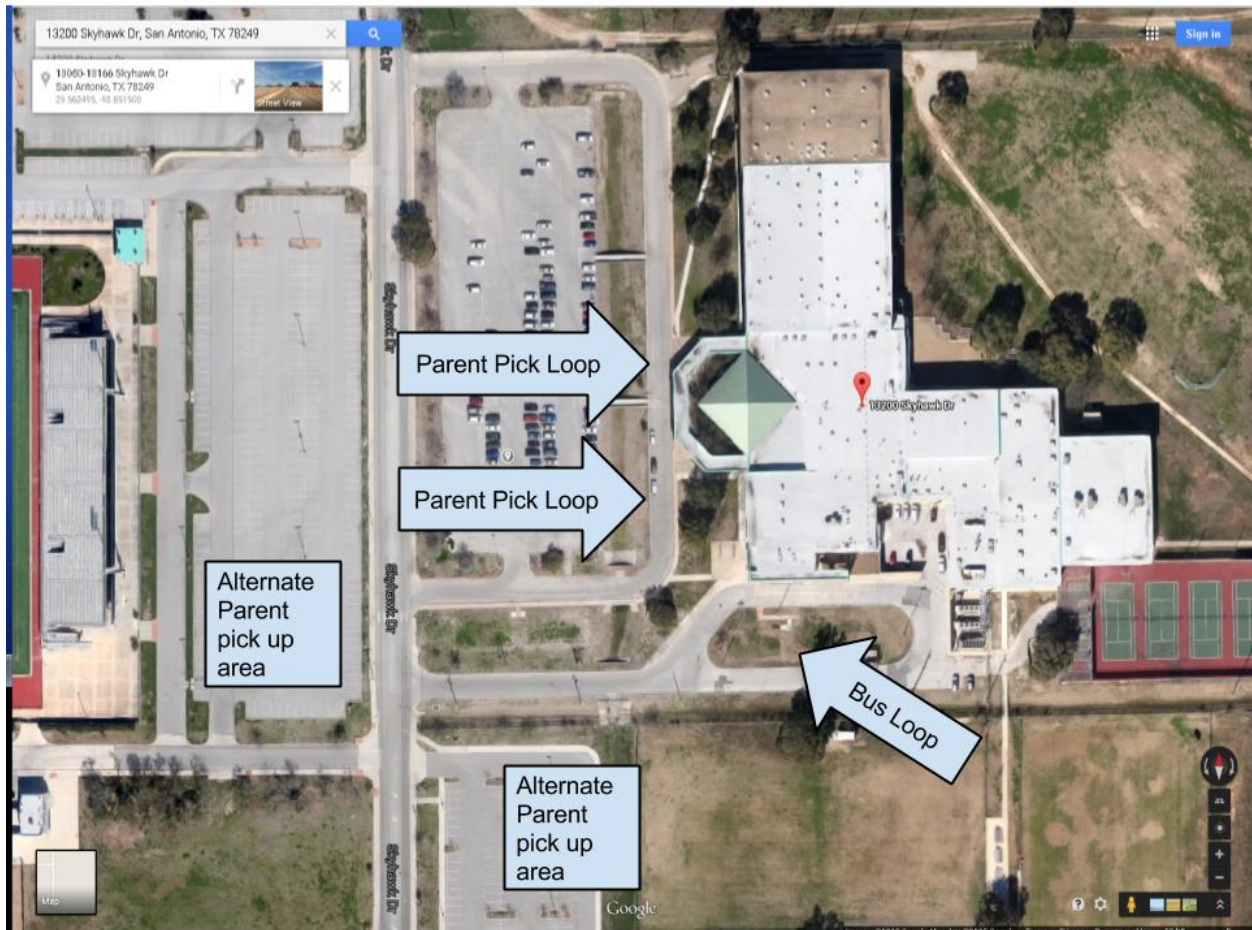 13200 Skyhawk Dr, San Antonio, TX 78249
Sign in
13060-13166 Skyhawk Dr
San Antonio, TX 78249
Street View
Skyhawk Dr
Parent Pick Loop
13200 Skyhawk Dr
Parent Pick Loop
Skyhawk Dr
Alternate
Parent
pick up
area
Bus Loop
Alternate
Parent
pick up
area
Skyhawk Dr
Map
Google